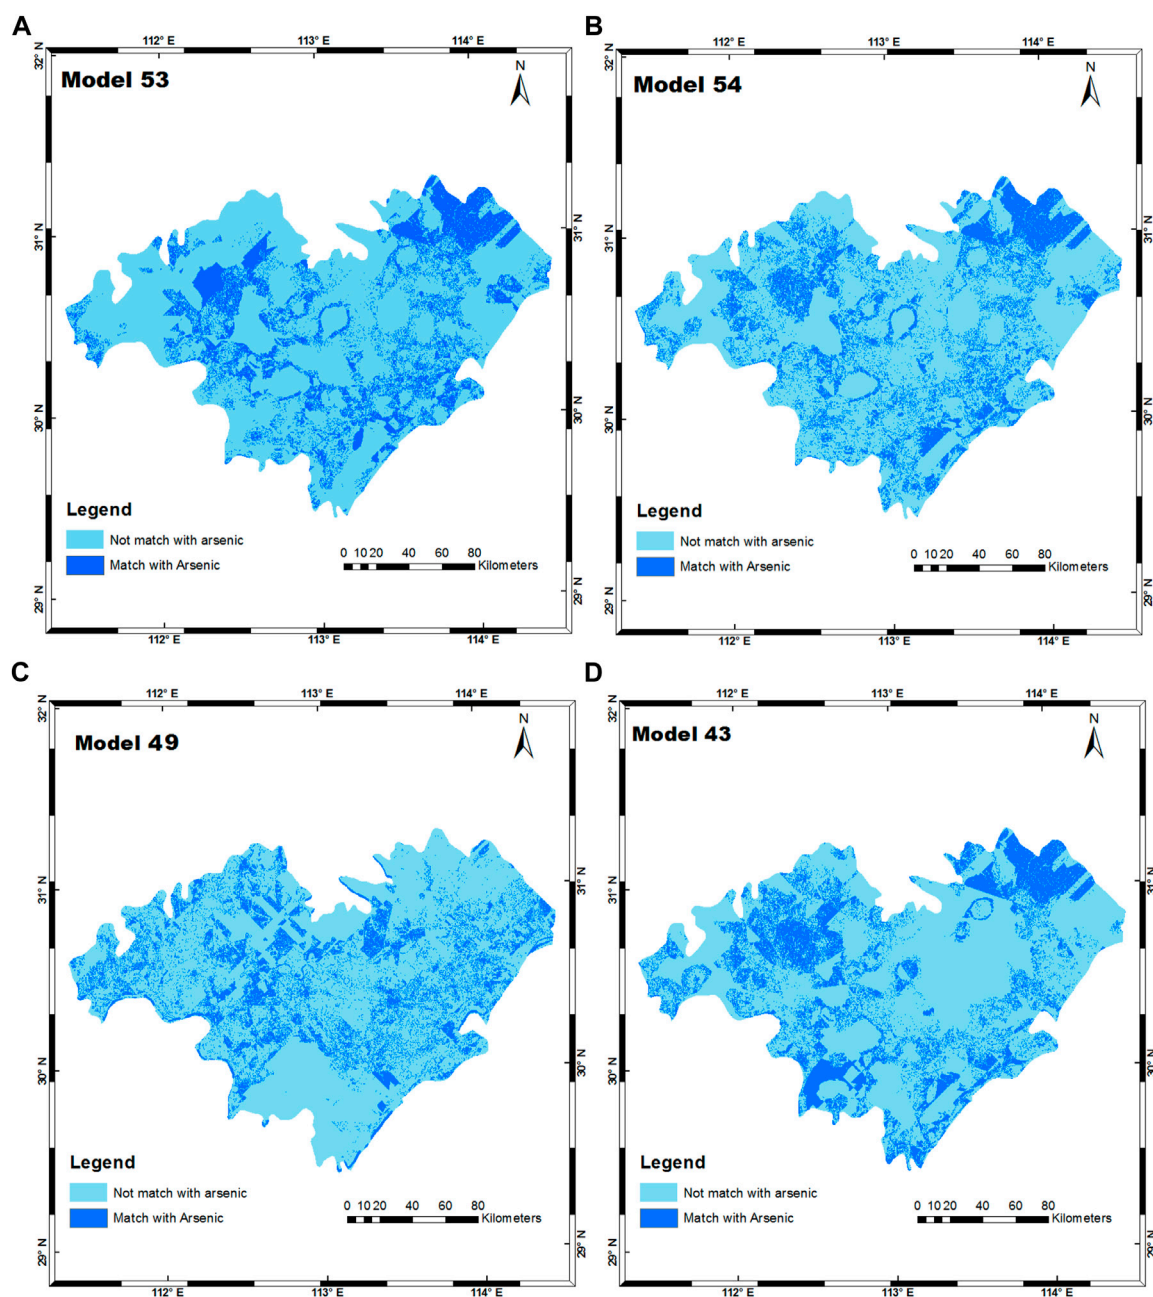 A
112° E 113° E 114° E
32° N
Model 53
N
31° N
31° N
30° N
30° N
Legend
Not match with arsenic
Match with Arsenic
0 10 20 40 60 80
Kilometers
29° N
29° N
112° E 113° E 114° E
B
112° E 113° E 114° E
32° N
Model 54
N
31° N
31° N
30° N
30° N
Legend
Not match with arsenic
Match with Arsenic
0 10 20 40 60 80
Kilometers
29° N
29° N
112° E 113° E 114° E
C
112° E 113° E 114° E
32° N
Model 49
N
31° N
31° N
30° N
30° N
Legend
Not match with arsenic
Match with Arsenic
0 10 20 40 60 80
Kilometers
29° N
29° N
112° E 113° E 114° E
D
112° E 113° E 114° E
32° N
Model 43
N
31° N
31° N
30° N
30° N
Legend
Not match with arsenic
Match with Arsenic
0 10 20 40 60 80
Kilometers
29° N
29° N
112° E 113° E 114° E